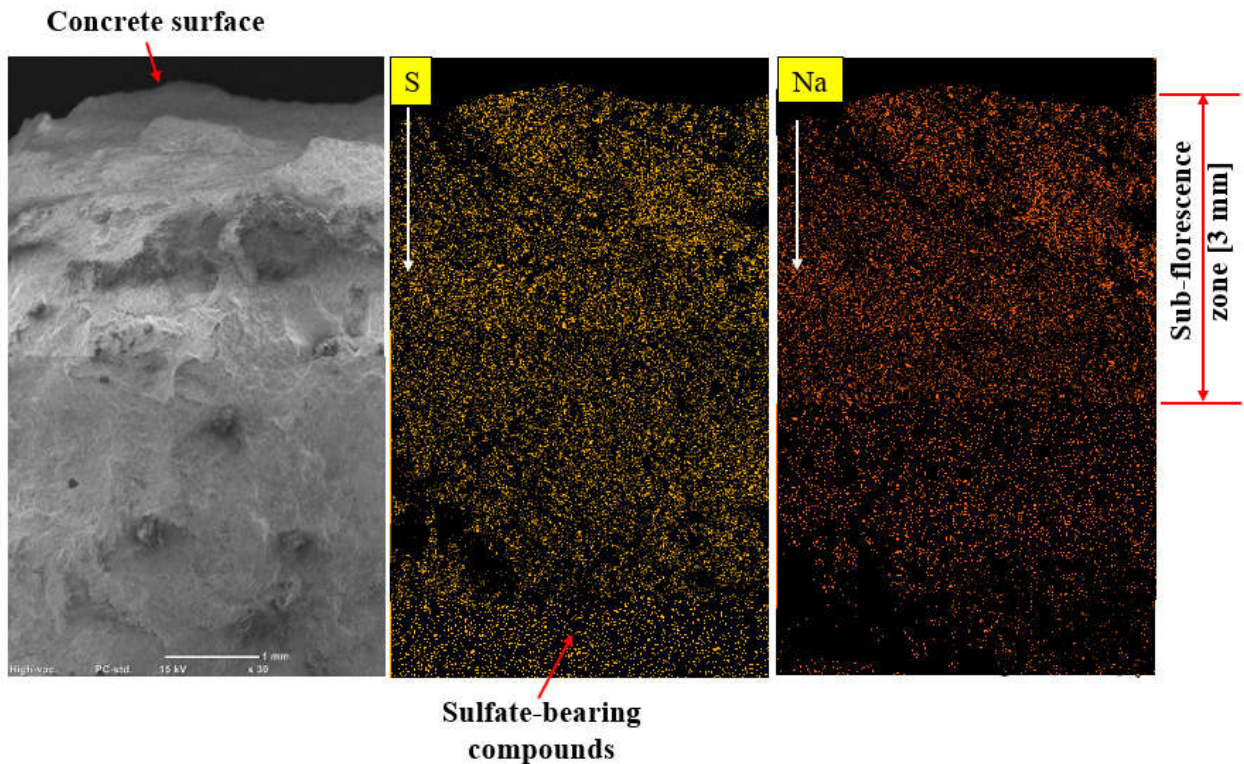 Concrete surface
S
Na
Sub-florescence
zone [3 mm]
1 mm
High-vac. PC-std. 15 kV x 30
Sulfate-bearing
compounds